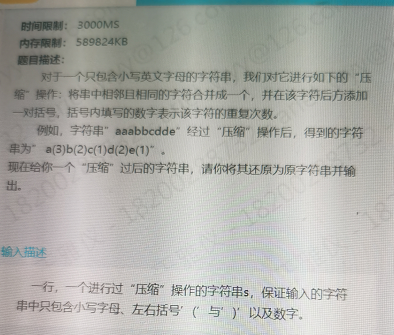 时间限制： 3000MS
内存限制： 589824KB
题目描述：
对于一个只包含小写英文字母的字符串，我们对它进行如下的“压
缩”操作：将串中相邻且相同的字符合并成一个，并在该字符后方添加
一对括号，括号内填写的数字表示该字符的重复次数。
例如，字符串“aaabbcdde”经过“压缩”操作后，得到的字符
串为“ a(3)b(2)c(1)d(2)e(1)”。
现在给你一个“压缩”过后的字符串，请你将其还原为原字符串并输
出。
输入描述
一行，一个进行过“压缩”操作的字符串s，保证输入的字符
串中只包含小写字母、左右括号‘（’与‘）’以及数字。